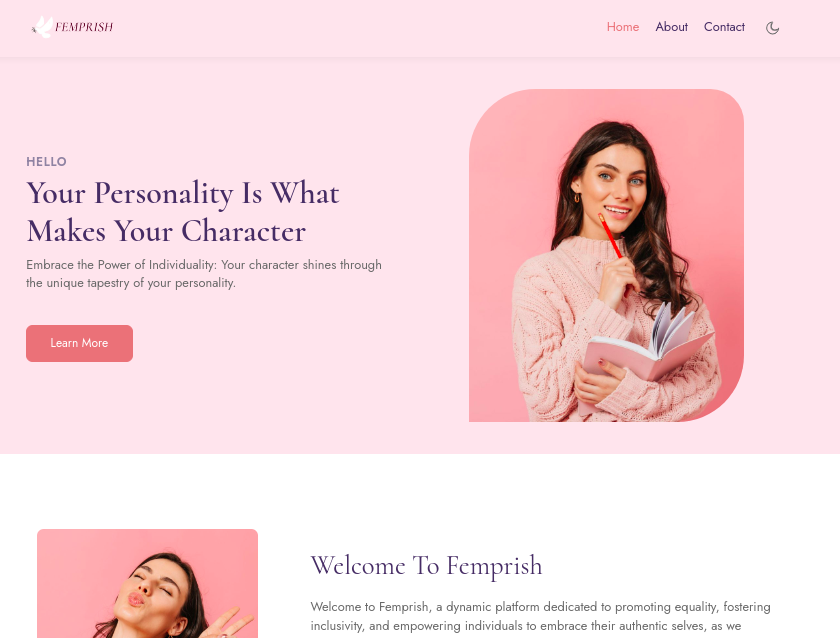 FEMPRISH
Home About Contact
HELLO
Your Personality Is What
Makes Your Character
Embrace the Power of Individuality: Your character shines through
the unique tapestry of your personality.
Learn More
Welcome To Femprish
Welcome to Femprish, a dynamic platform dedicated to promoting equality, fostering
inclusivity, and empowering individuals to embrace their authentic selves, as we